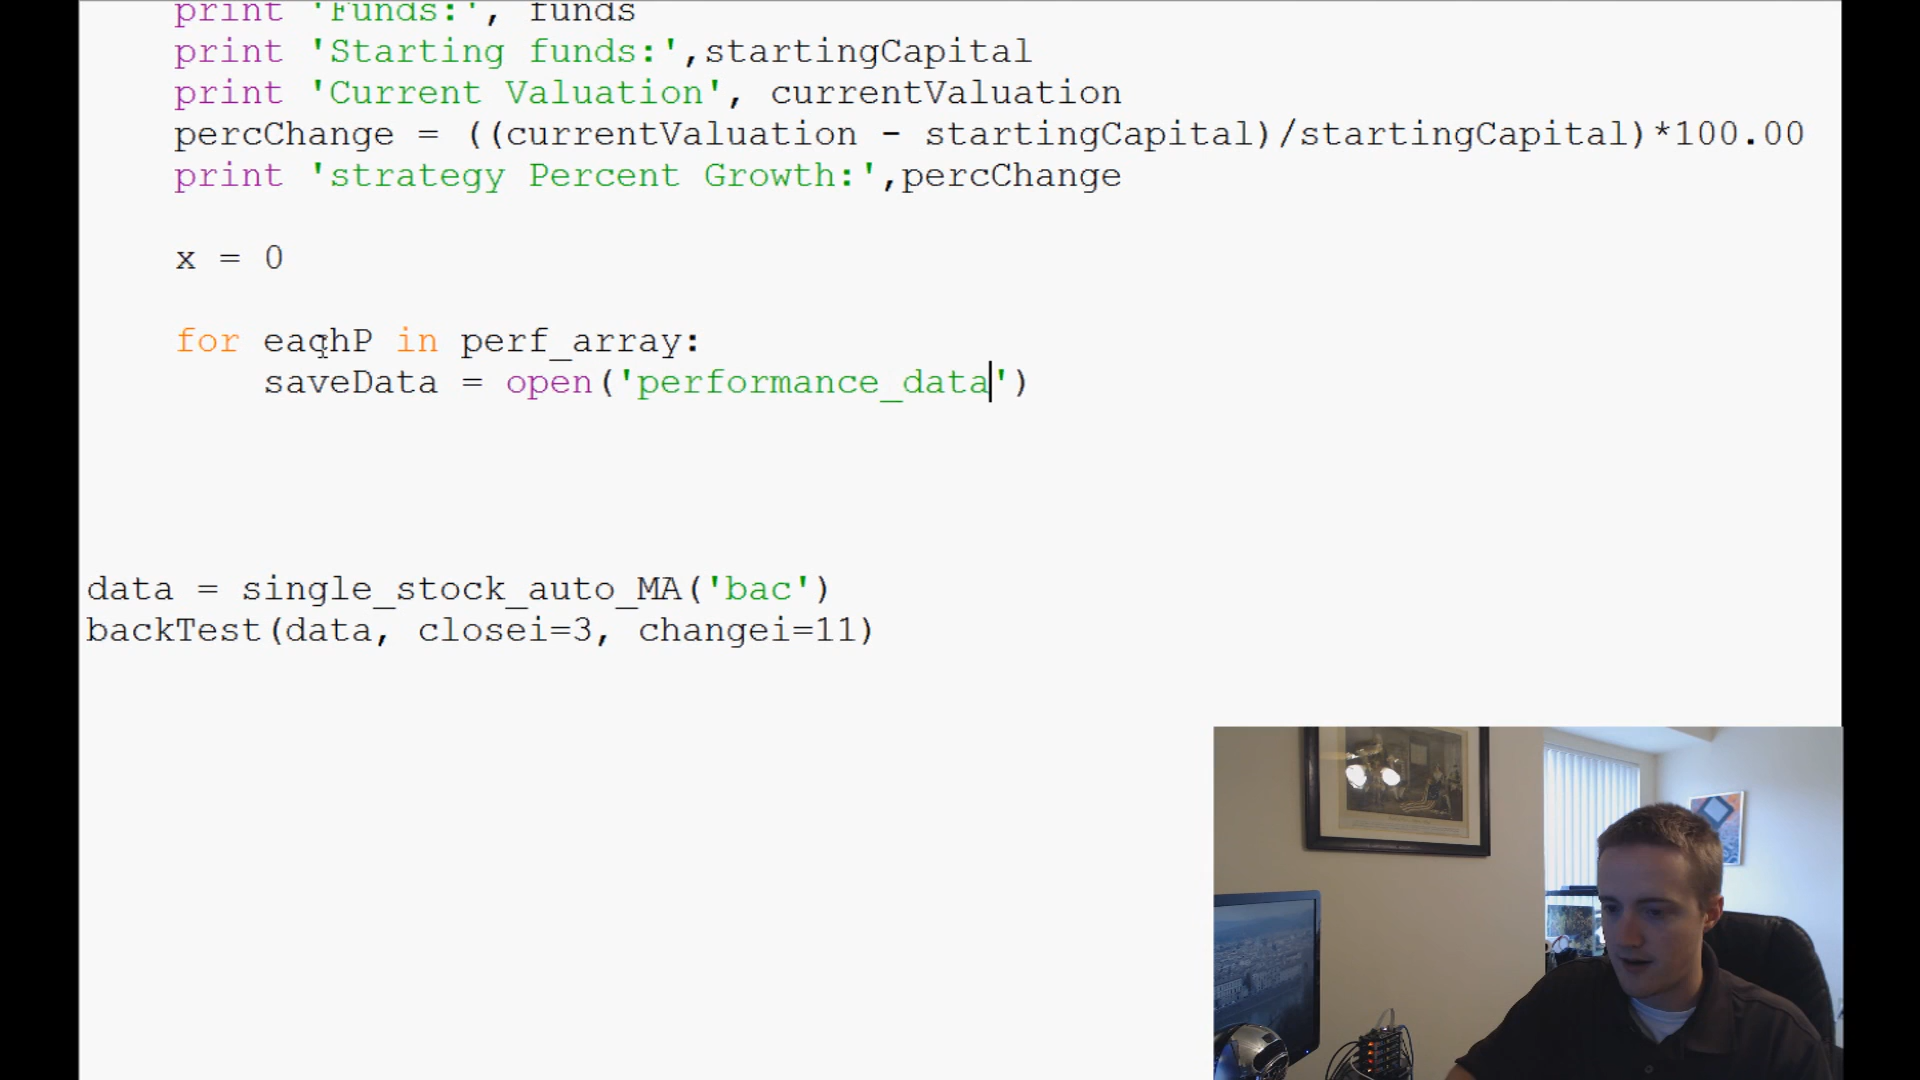 print 'Funds:', funds
print 'Starting funds:',startingCapital
print 'Current Valuation', currentValuation
percChange = ((currentValuation - startingCapital)/startingCapital)*100.00
print 'strategy Percent Growth:',percChange
x = 0
for eachP in perf_array:
saveData = open('performance_data')
data = single_stock_auto_MA('bac')
backTest(data, closei=3, changei=11)